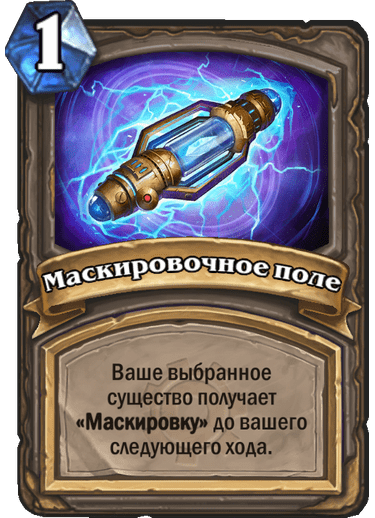 1
Маскировочное поле
Ваше выбранное
существо получает
«Маскировку» до вашего
следующего хода.